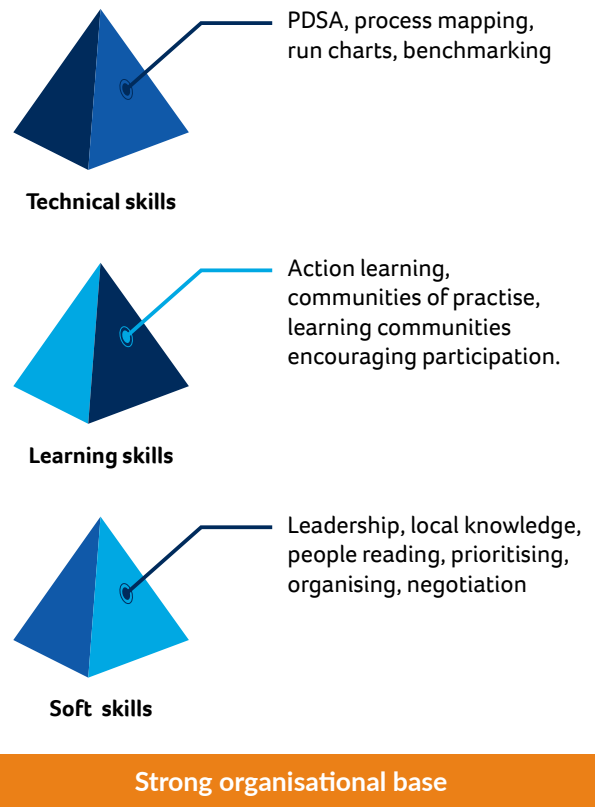 PDSA, process mapping,
run charts, benchmarking
Technical skills
Action learning,
communities of practise,
learning communities
encouraging participation.
Learning skills
Leadership, local knowledge,
people reading, prioritising,
organising, negotiation
Soft skills
Strong organisational base